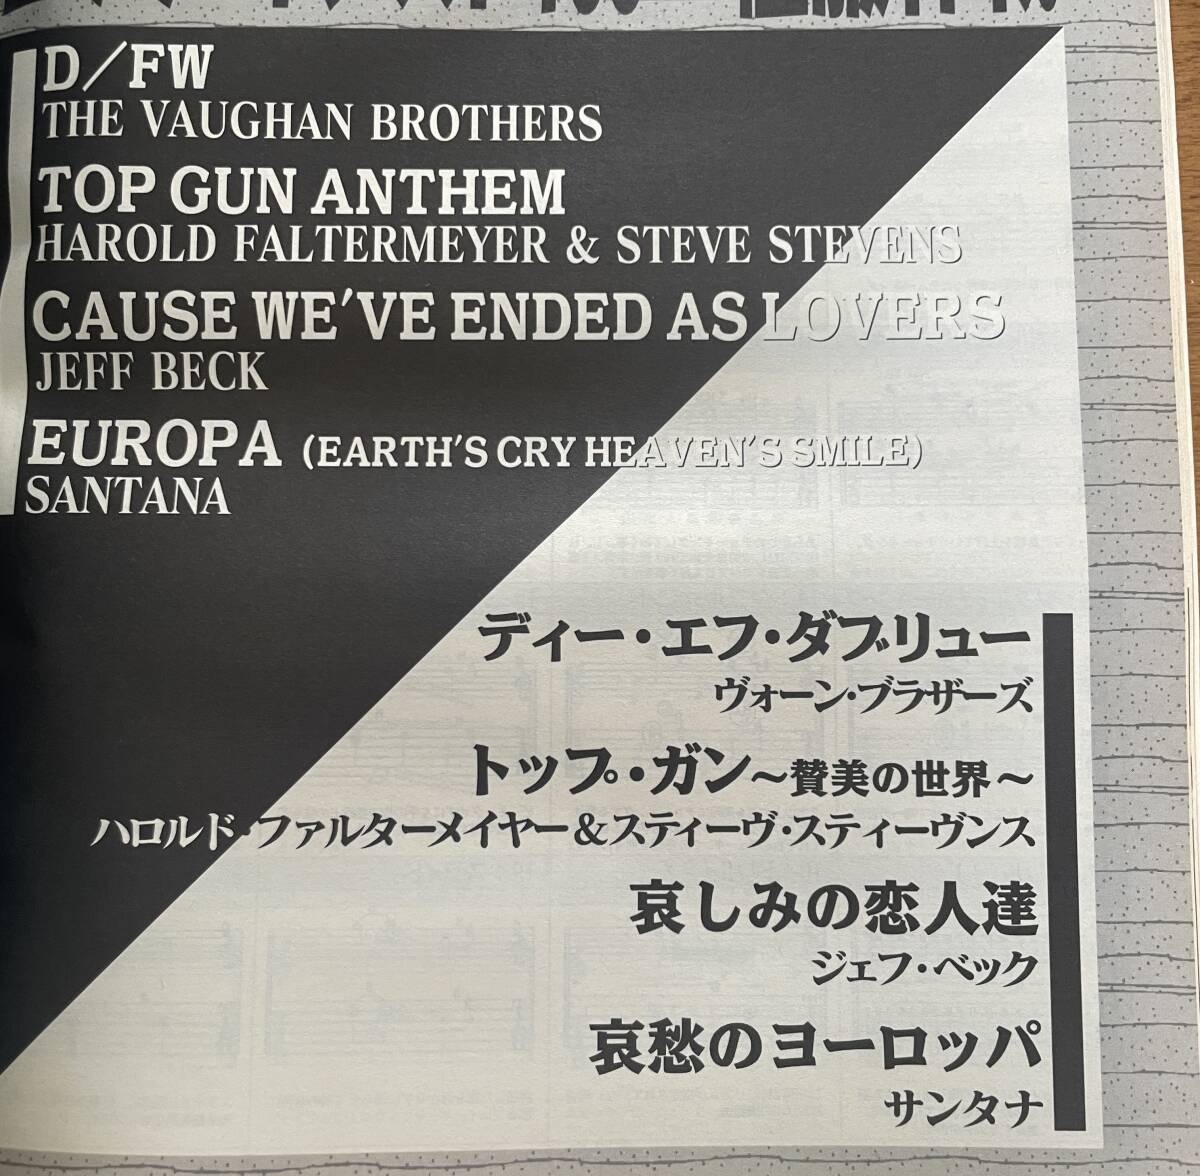 D／FW
THE VAUGHAN BROTHERS
TOP GUN ANTHEM
HAROLD FALTERMEYER & STEVE STEVENS
CAUSE WE'VE ENDED AS LOVERS
JEFF BECK
EUROPA (EARTH'S CRY HEAVEN'S SMILE)
SANTANA
ディー・エフ・ダブリュー
ヴォーン・ブラザーズ
トップ・ガン～賛美の世界～
ハロルド・ファルターメイヤー＆スティーヴ・スティーヴンス
哀しみの恋人達
ジェフ・ベック
哀愁のヨーロッパ
サンタナ